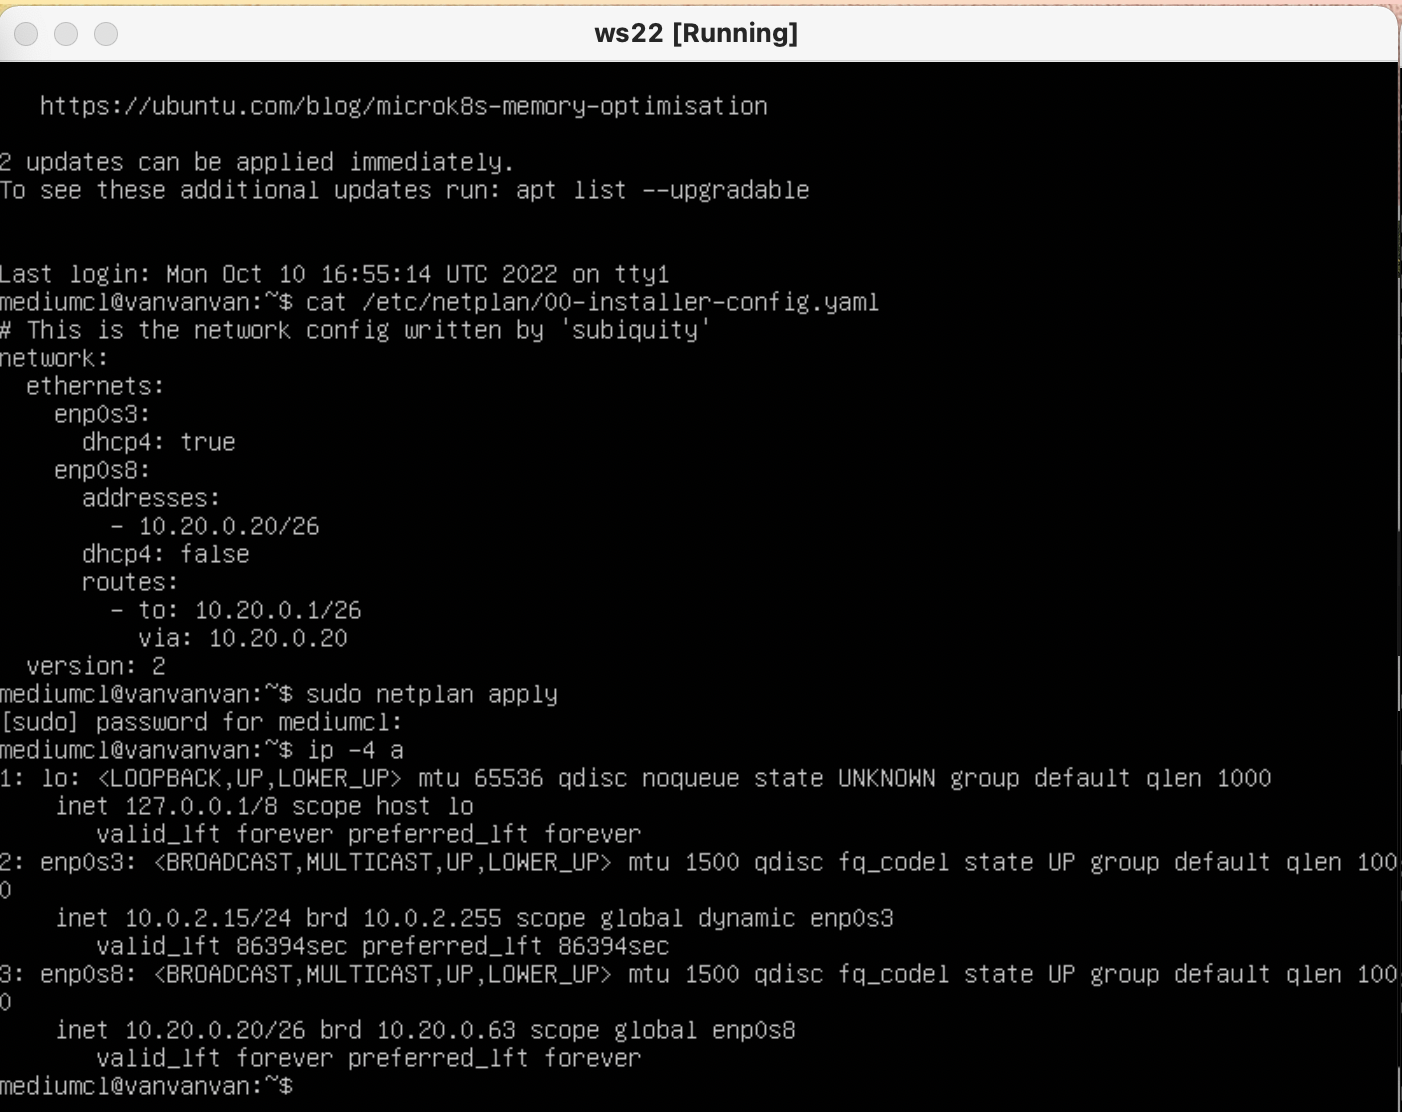 ws22 [Running]
https://ubuntu.com/blog/microk8s-memory-optimisation
2 updates can be applied immediately.
To see these additional updates run: apt list --upgradable
Last login: Mon Oct 10 16:55:14 UTC 2022 on tty1
mediumcl@vanvanvan:~$ cat /etc/netplan/00-installer-config.yaml
# This is the network config written by 'subiquity'
network:
  ethernets:
    enp0s3:
      dhcp4: true
    enp0s8:
      addresses:
        - 10.20.0.20/26
      dhcp4: false
      routes:
        - to: 10.20.0.1/26
          via: 10.20.0.20
  version: 2
mediumcl@vanvanvan:~$ sudo netplan apply
[sudo] password for mediumcl:
mediumcl@vanvanvan:~$ ip -4 a
1: lo: <LOOPBACK,UP,LOWER_UP> mtu 65536 qdisc noqueue state UNKNOWN group default qlen 1000
    inet 127.0.0.1/8 scope host lo
       valid_lft forever preferred_lft forever
2: enp0s3: <BROADCAST,MULTICAST,UP,LOWER_UP> mtu 1500 qdisc fq_codel state UP group default qlen 100
0
    inet 10.0.2.15/24 brd 10.0.2.255 scope global dynamic enp0s3
       valid_lft 86394sec preferred_lft 86394sec
3: enp0s8: <BROADCAST,MULTICAST,UP,LOWER_UP> mtu 1500 qdisc fq_codel state UP group default qlen 100
0
    inet 10.20.0.20/26 brd 10.20.0.63 scope global enp0s8
       valid_lft forever preferred_lft forever
mediumcl@vanvanvan:~$